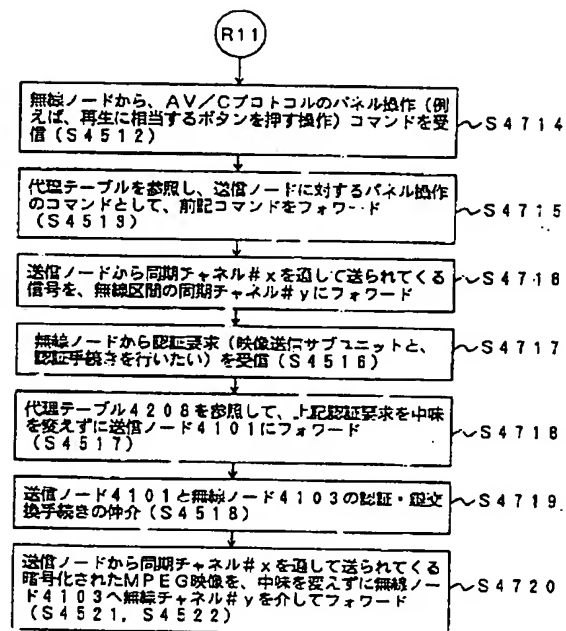 R11
無線ノードから、AV/Cプロトコルのパネル操作(例
えば、再生に相当するボタンを押す操作)コマンドを受
信(S4512)
~S4714
代理テーブルを参照し、送信ノードに対するパネル操作
のコマンドとして、前記コマンドをフォワード
(S4513)
~S4715
送信ノードから同期チャネル#xを通して送られてくる
信号を、無線区間の同期チャネル#yにフォワード
~S4716
無線ノードから認証要求(映像送信サブユニットと、
認証手続きを行いたい)を受信(S4516)
~S4717
代理テーブル4208を参照して、上記認証要求を中味
を変えずに送信ノード4101にフォワード
(S4517)
~S4718
送信ノード4101と無線ノード4103の認証・鍵交
換手続きの仲介(S4518)
~S4719
送信ノードから同期チャネル#xを通して送られてくる
暗号化されたMPEG映像を、中味を変えずに無線ノー
ド4103へ無線チャネル#yを介してフォワード
(S4521, S4522)
~S4720